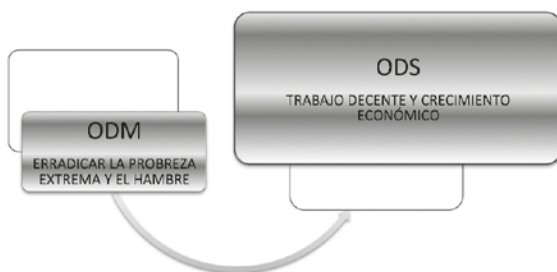 ODS
TRABAJO DECENTE Y CRECIMIENTO
ECONÓMICO
ODM
ERRADICAR LA PROBREZA
EXTREMA Y EL HAMBRE